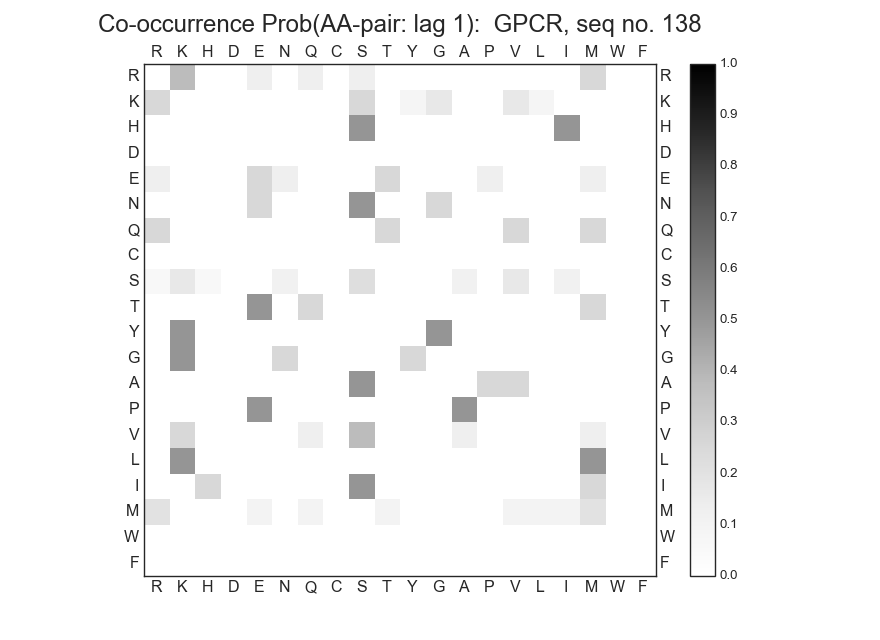 Co-occurrence Prob(AA-pair: lag 1):  GPCR, seq no. 138
R K H D E N Q C S T Y G A P V L I M W F
R R 1.0
K K
H H 0.9
D D 0.8
E E
N N 0.7
Q Q
C C 0.6
S S
T T 0.5
Y Y
G G 0.4
A A
P P 0.3
V V
L L 0.2
I I
M M 0.1
W W
F F 0.0
R K H D E N Q C S T Y G A P V L I M W F